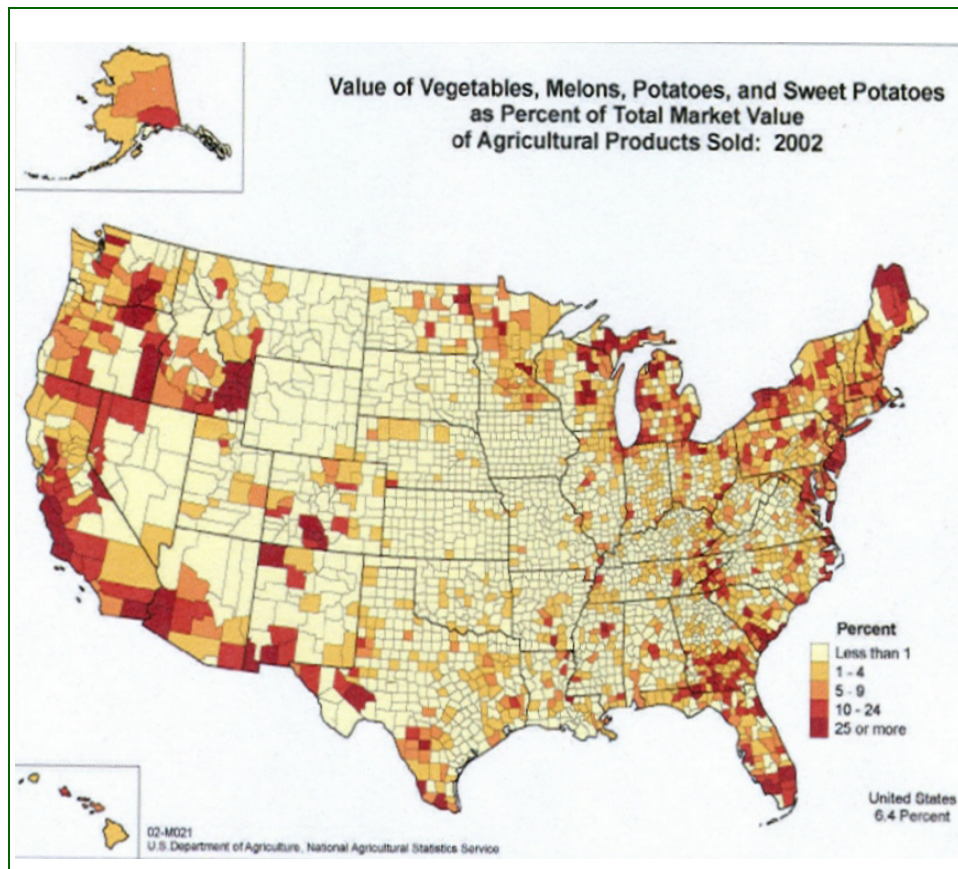 Value of Vegetables, Melons, Potatoes, and Sweet Potatoes
as Percent of Total Market Value
of Agricultural Products Sold: 2002
Percent
Less than 1
1 - 4
5 - 9
10 - 24
25 or more
United States
6.4 Percent
02-M021
U.S.Department of Agriculture, National Agricultural Statistics Service